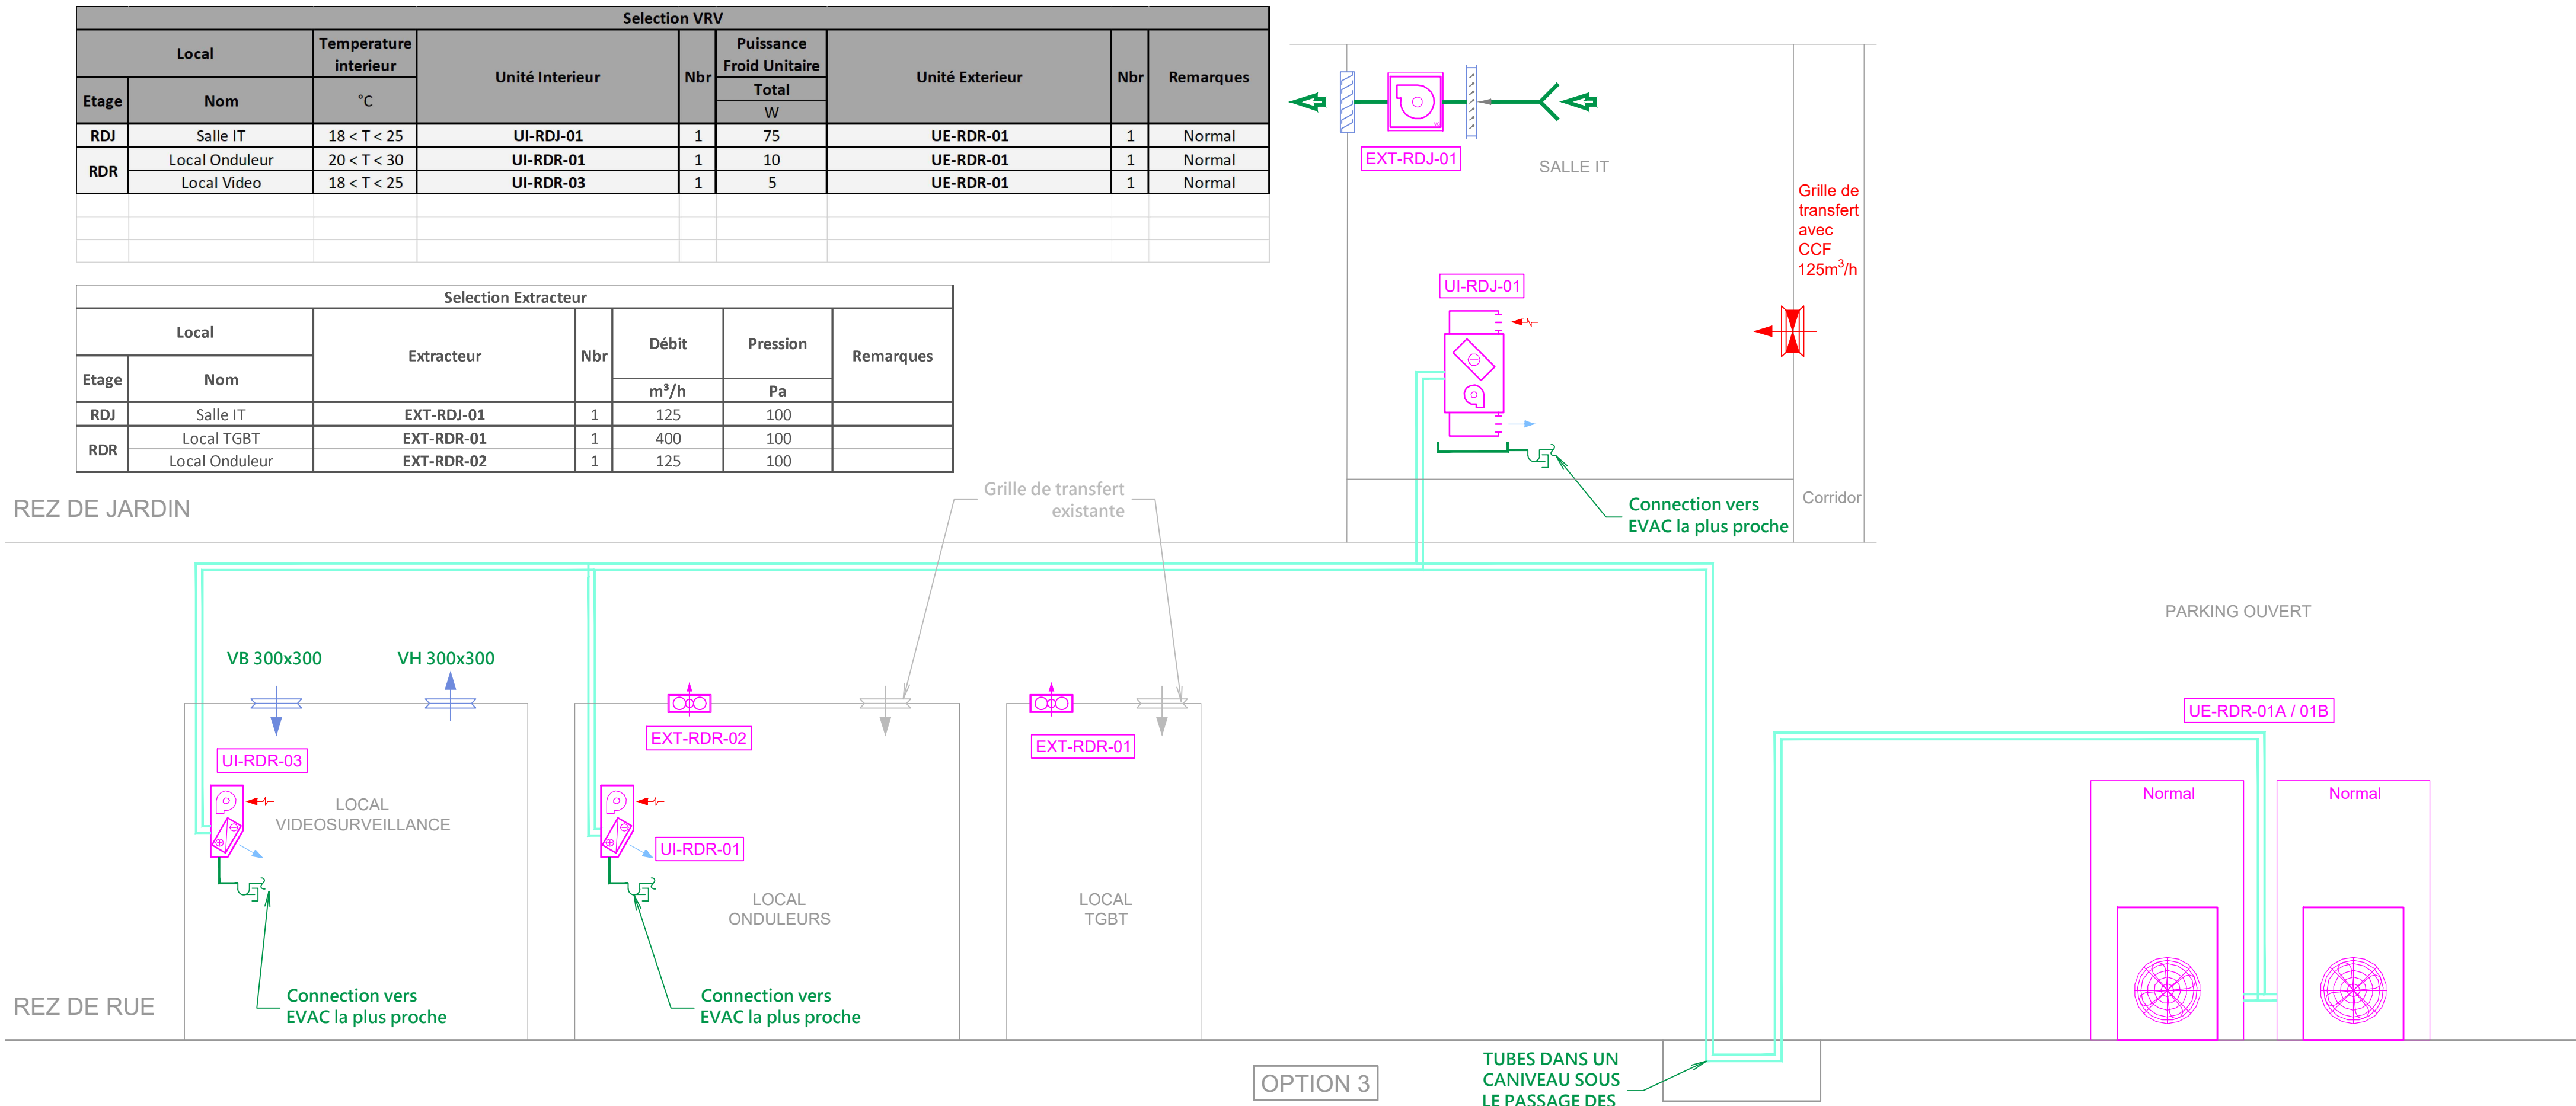 Selection VRV
Local
Temperature
interieur
Unité Interieur
Nbr
Puissance
Froid Unitaire
Unité Exterieur
Nbr
Remarques
Total
Etage
Nom
°C
W
RDJ Salle IT 18 < T < 25 UI-RDJ-01 1 75 UE-RDR-01 1 Normal
RDR
Local Onduleur 20 < T < 30 UI-RDR-01 1 10 UE-RDR-01 1 Normal
Local Video 18 < T < 25 UI-RDR-03 1 5 UE-RDR-01 1 Normal
Selection Extracteur
Local
Extracteur
Nbr
Débit
Pression
Remarques
Etage
Nom
m³/h
Pa
RDJ Salle IT EXT-RDJ-01 1 125 100
RDR
Local TGBT EXT-RDR-01 1 400 100
Local Onduleur EXT-RDR-02 1 125 100
EXT-RDJ-01
SALLE IT
Grille de
transfert
avec
CCF
125m³/h
UI-RDJ-01
Connection vers
EVAC la plus proche
Corridor
REZ DE JARDIN
Grille de transfert
existante
PARKING OUVERT
VB 300x300
VH 300x300
UI-RDR-03
LOCAL
VIDEOSURVEILLANCE
EXT-RDR-02
UI-RDR-01
LOCAL
ONDULEURS
EXT-RDR-01
LOCAL
TGBT
UE-RDR-01A / 01B
Normal
Normal
REZ DE RUE
Connection vers
EVAC la plus proche
Connection vers
EVAC la plus proche
OPTION 3
TUBES DANS UN
CANIVEAU SOUS
LE PASSAGE DES